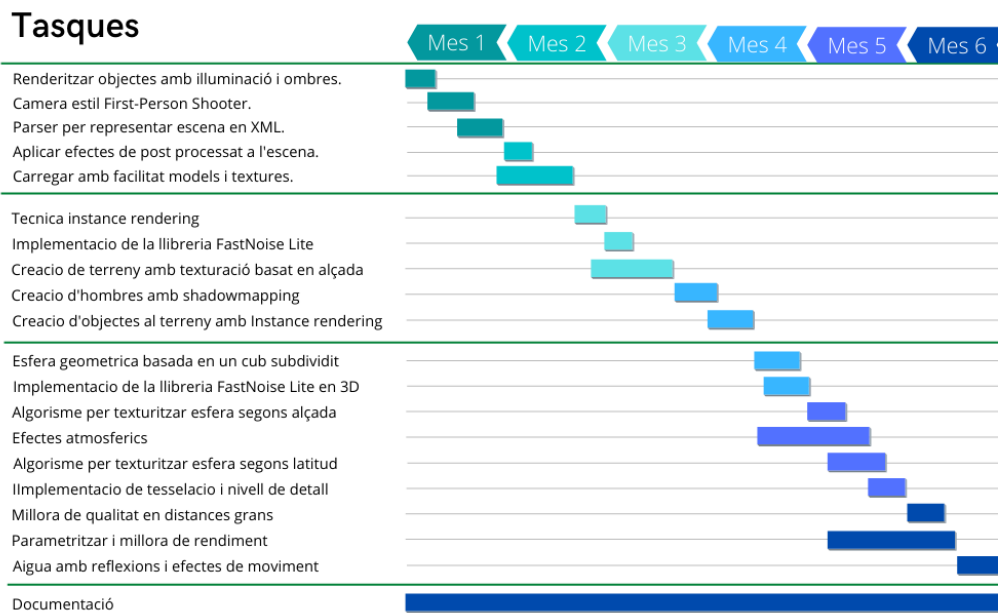 Tasques
Mes 1
Mes 2
Mes 3
Mes 4
Mes 5
Mes 6
Renderitzar objectes amb illuminació i ombres.
Camera estil First-Person Shooter.
Parser per representar escena en XML.
Aplicar efectes de post processat a l'escena.
Carregar amb facilitat models i textures.
Tecnica instance rendering
Implementacio de la llibreria FastNoise Lite
Creacio de terreny amb texturació basat en alçada
Creacio d'hombres amb shadowmapping
Creacio d'objectes al terreny amb Instance rendering
Esfera geometrica basada en un cub subdividit
Implementacio de la llibreria FastNoise Lite en 3D
Algorisme per texturitzar esfera segons alçada
Efectes atmosferics
Algorisme per texturitzar esfera segons latitud
IImplementacio de tesselacio i nivell de detall
Millora de qualitat en distances grans
Parametritzar i millora de rendiment
Aigua amb reflexions i efectes de moviment
Documentació